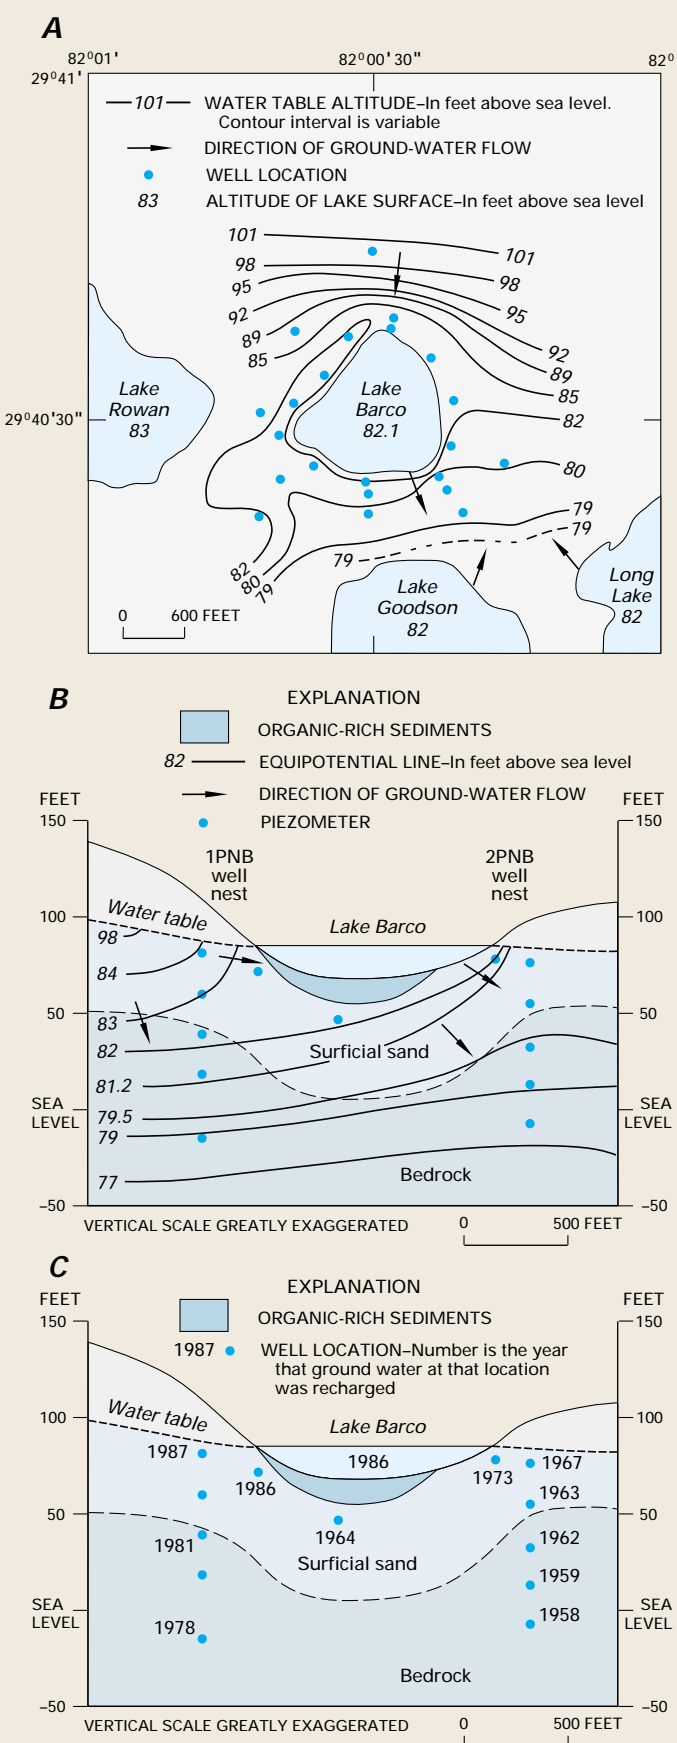 A
82°01'
82°00'30"
82°
29°41'
101 WATER TABLE ALTITUDE–In feet above sea level.
Contour interval is variable
DIRECTION OF GROUND-WATER FLOW
WELL LOCATION
83 ALTITUDE OF LAKE SURFACE–In feet above sea level
101
101
98
98
95
95
92
92
89
89
85
85
Lake
Rowan
83
Lake
Barco
82.1
29°40'30"
82
80
79
79
79
82
80
79
Lake
Goodson
82
Long
Lake
82
0 600 FEET
B
EXPLANATION
ORGANIC-RICH SEDIMENTS
82 EQUIPOTENTIAL LINE–In feet above sea level
DIRECTION OF GROUND-WATER FLOW
PIEZOMETER
FEET
FEET
150
150
1PNB
well
nest
2PNB
well
nest
Water table
Lake Barco
100
100
98
84
50
50
83
82
Surficial sand
81.2
SEA
LEVEL
SEA
LEVEL
79.5
79
77
Bedrock
–50
–50
VERTICAL SCALE GREATLY EXAGGERATED
0 500 FEET
C
EXPLANATION
ORGANIC-RICH SEDIMENTS
1987 WELL LOCATION–Number is the year
that ground water at that location
was recharged
FEET
FEET
150
150
Water table
Lake Barco
100
100
1987
1986
1986
1973
1967
50
50
1963
1964
1981
1962
Surficial sand
1959
SEA
LEVEL
SEA
LEVEL
1978
1958
Bedrock
–50
–50
VERTICAL SCALE GREATLY EXAGGERATED
0 500 FEET